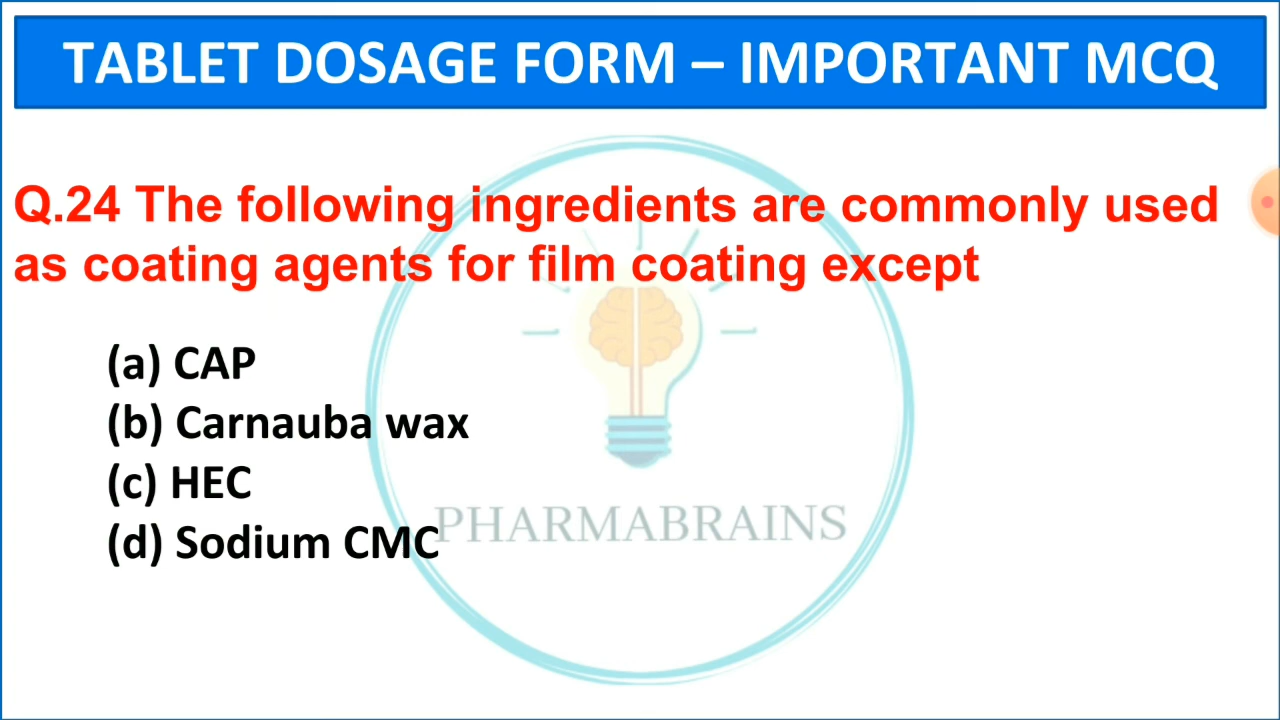 TABLET DOSAGE FORM – IMPORTANT MCQ
Q.24 The following ingredients are commonly used
as coating agents for film coating except
(a) CAP
(b) Carnauba wax
(c) HEC
(d) Sodium CMC
PHARMABRAINS